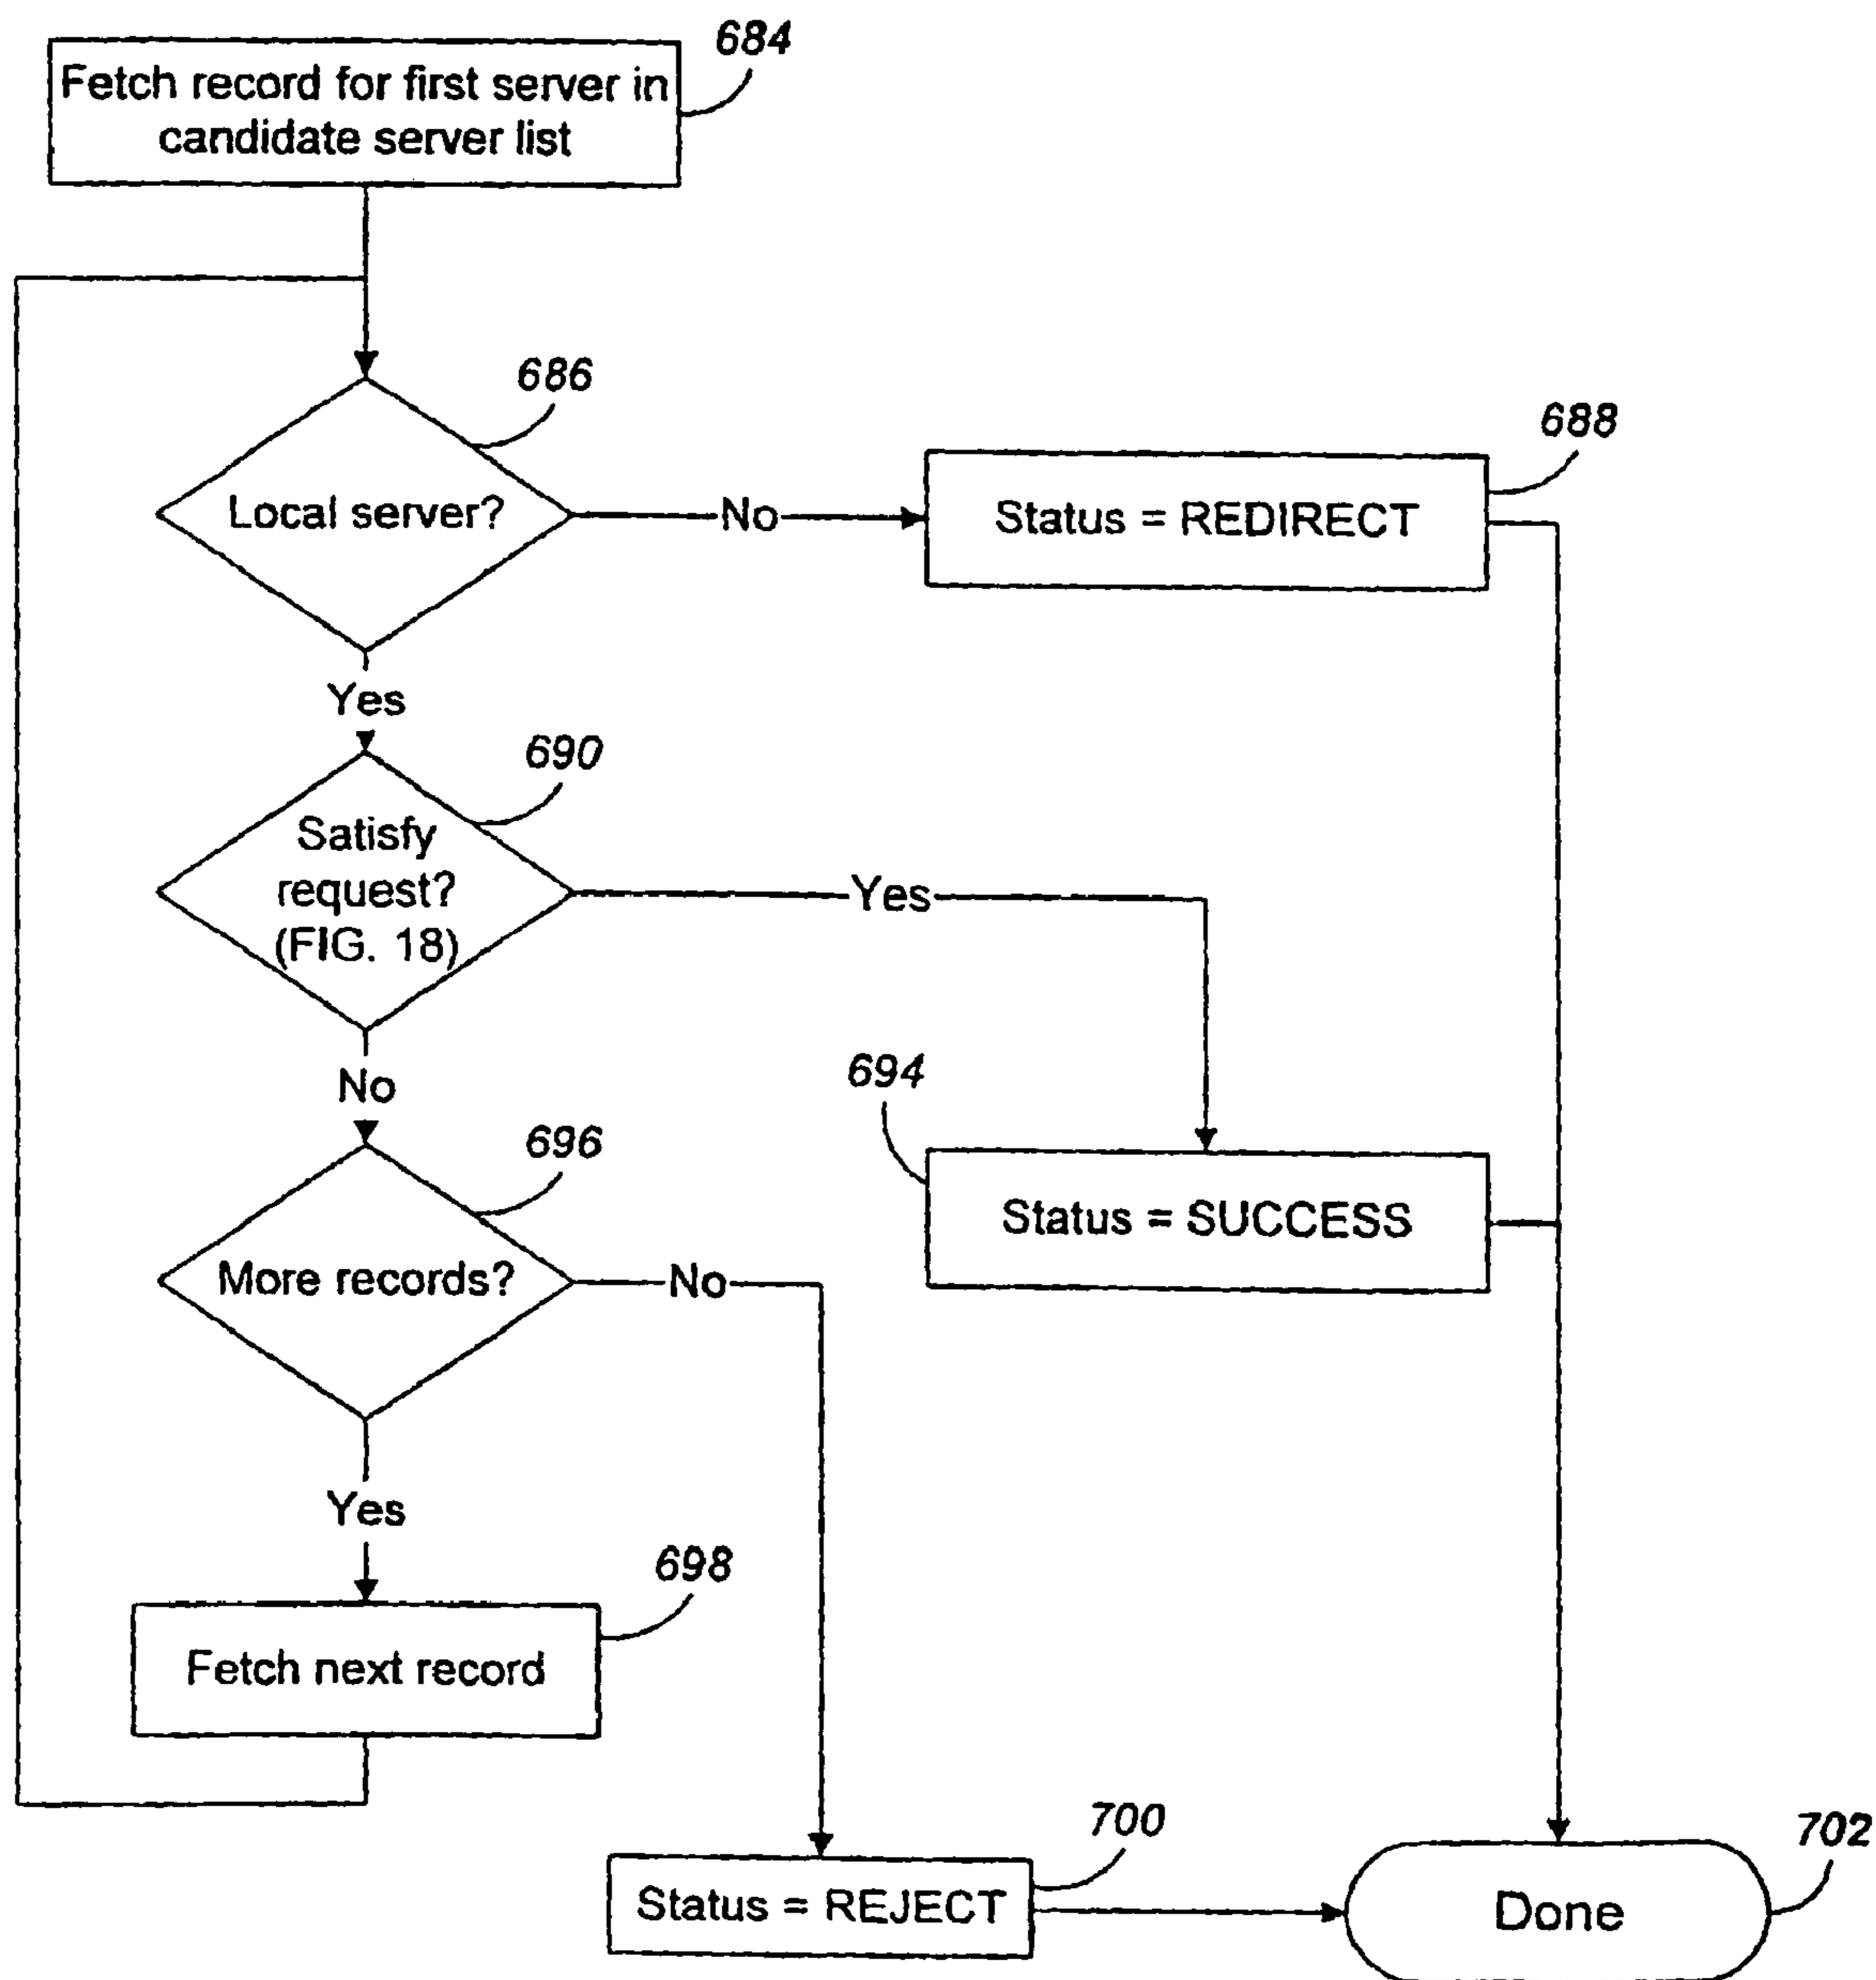 684
Fetch record for first server in
candidate server list
686
Local server?
No
688
Status = REDIRECT
Yes
690
Satisfy
request?
(FIG. 18)
Yes
No
694
Status = SUCCESS
696
More records?
No
Yes
698
Fetch next record
700
Status = REJECT
702
Done